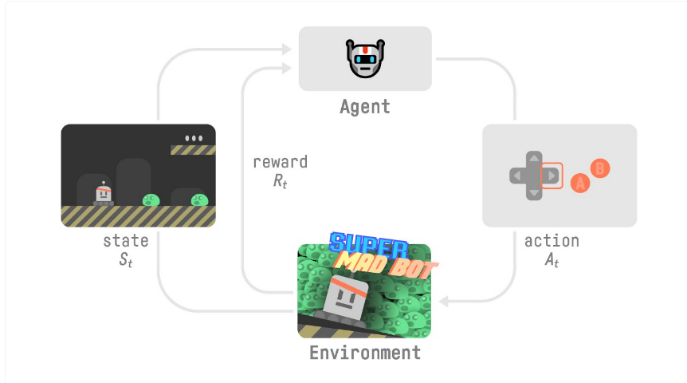 Agent
reward
Rt
B
A
state
St
action
At
SUPER
MAD BOT
Environment